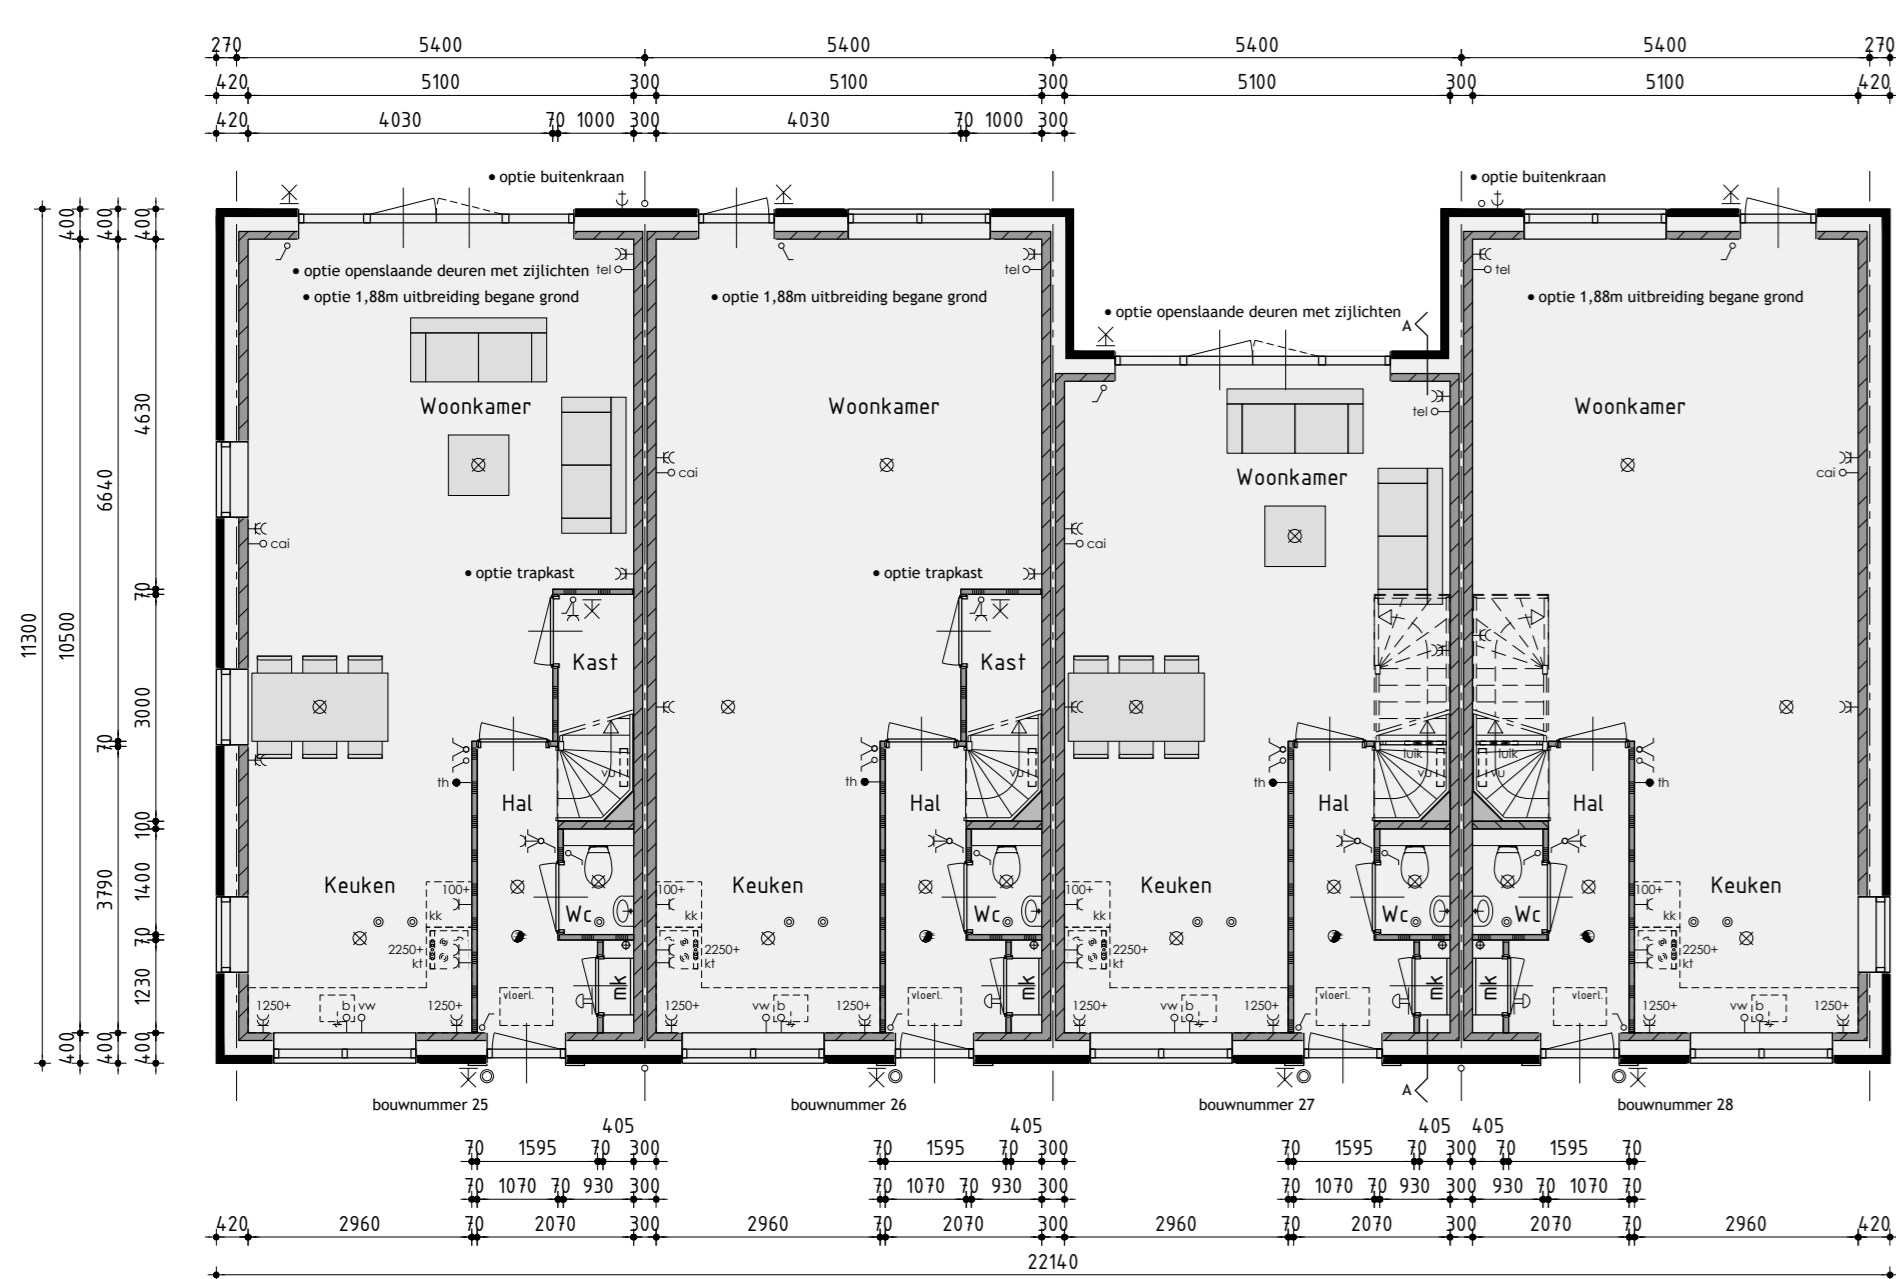 270 5400 5400 5400 5400 270
420 5100 300 5100 300 5100 300 5100 420
420 4030 70 1000 300 4030 70 1000 300
• optie buitenkraan • optie buitenkraan
400 400 400
• optie openslaande deuren met zijlichten tel tel tel
• optie 1,88m uitbreiding begane grond • optie 1,88m uitbreiding begane grond • optie 1,88m uitbreiding begane grond
• optie openslaande deuren met zijlichten A
Woonkamer Woonkamer tel Woonkamer
4630
cai Woonkamer cai
6640
cai cai
• optie trapkast • optie trapkast
70
11300 10500
Kast Kast
3000
70 70
luik luik
th vu th vu th vu vu th
Hal Hal Hal Hal
100
3790 1400
Keuken 100+ 100+ Keuken 100+ Keuken 100+ Keuken
kk Wc kk Wc kk Wc Wc kk
70
2250+ 2250+ 2250+ 2250+
kt kt kt kt
1230
mk mk mk mk
vloerl. vloerl. vloerl. vloerl.
1250+ b vw 1250+ 1250+ vw b 1250+ 1250+ vw b 1250+ 1250+ vw b 1250+
400 400 400
A
bouwnummer 25 bouwnummer 26 bouwnummer 27 bouwnummer 28
405 405 405 405
70 1595 70 300 70 1595 70 300 70 1595 70 300 70 1595 70
70 1070 70 930 300 70 1070 70 930 300 70 1070 70 930 300 930 70 1070 70
420 2960 70 2070 300 2960 70 2070 300 2960 70 2070 300 2070 70 2960 420
22140